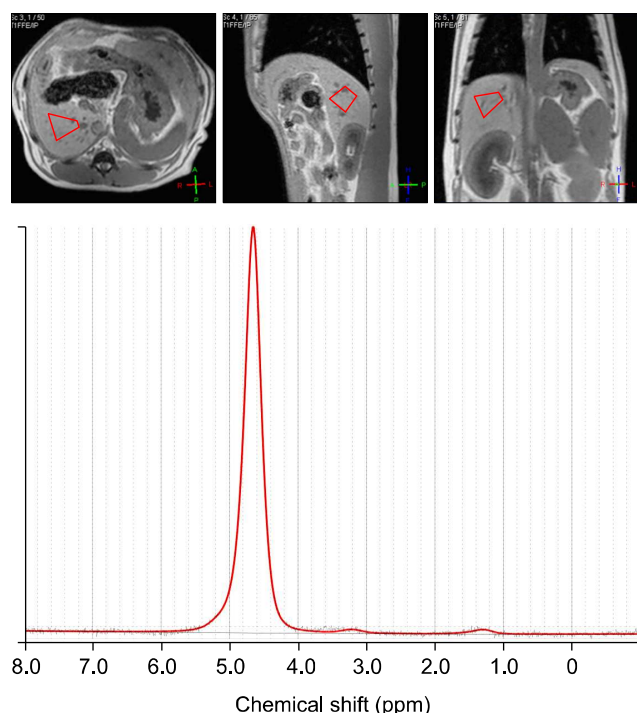 Sc 3, 1 / 50
T1FFE/IP
Sc 4, 1 / 65
T1FFE/IP
Sc 5, 1 / 81
T1FFE/IP
A
R L
H
P
H
R L
8.0 7.0 6.0 5.0 4.0 3.0 2.0 1.0 0
Chemical shift (ppm)